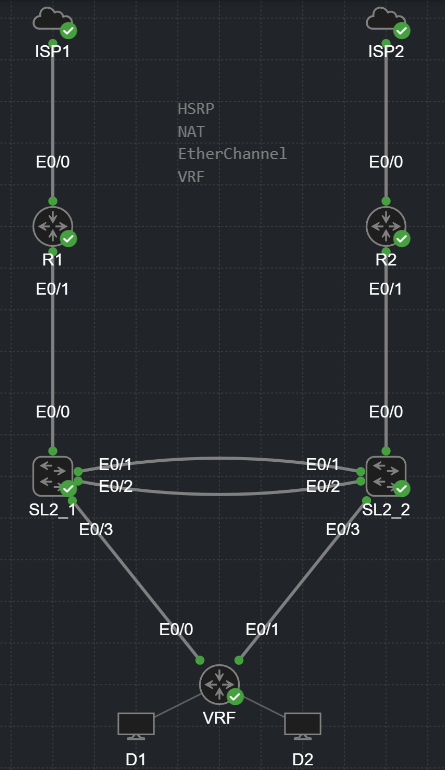 ISP1
ISP2
HSRP
NAT
EtherChannel
VRF
E0/0
E0/0
R1
R2
E0/1
E0/1
E0/0
E0/0
E0/1
E0/1
E0/2
E0/2
SL2_1
SL2_2
E0/3
E0/3
E0/0
E0/1
VRF
D1
D2